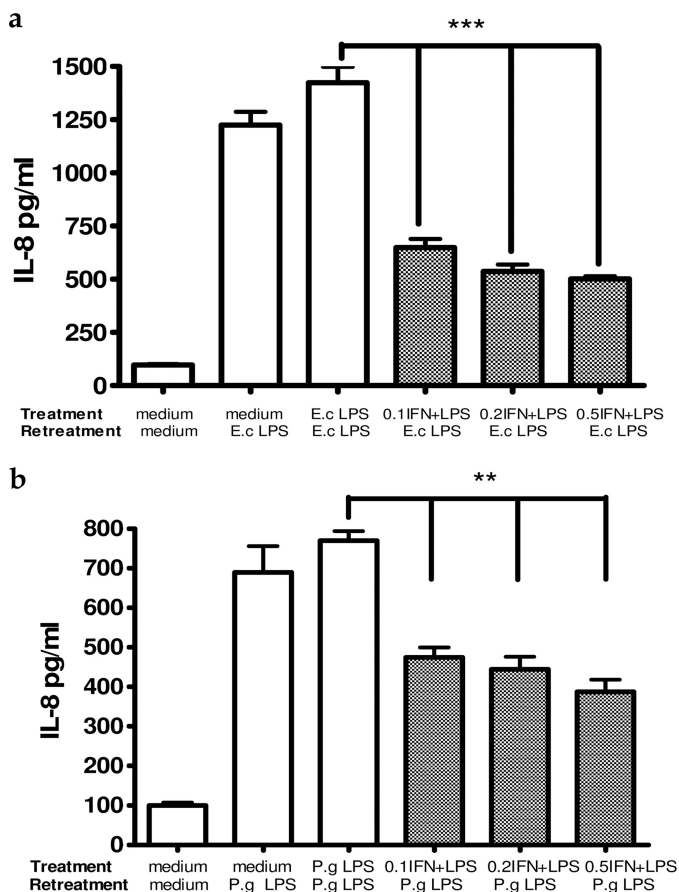 a
***
IL-8 pg/ml
1500
1250
1000
750
500
250
0
Treatment medium medium E.c LPS 0.1IFN+LPS 0.2IFN+LPS 0.5IFN+LPS
Retreatment medium E.c LPS E.c LPS E.c LPS E.c LPS E.c LPS
b
**
IL-8 pg/ml
800
700
600
500
400
300
200
100
0
Treatment medium medium P.g LPS 0.1IFN+LPS 0.2IFN+LPS 0.5IFN+LPS
Retreatment medium P.g LPS P.g LPS P.g LPS P.g LPS P.g LPS